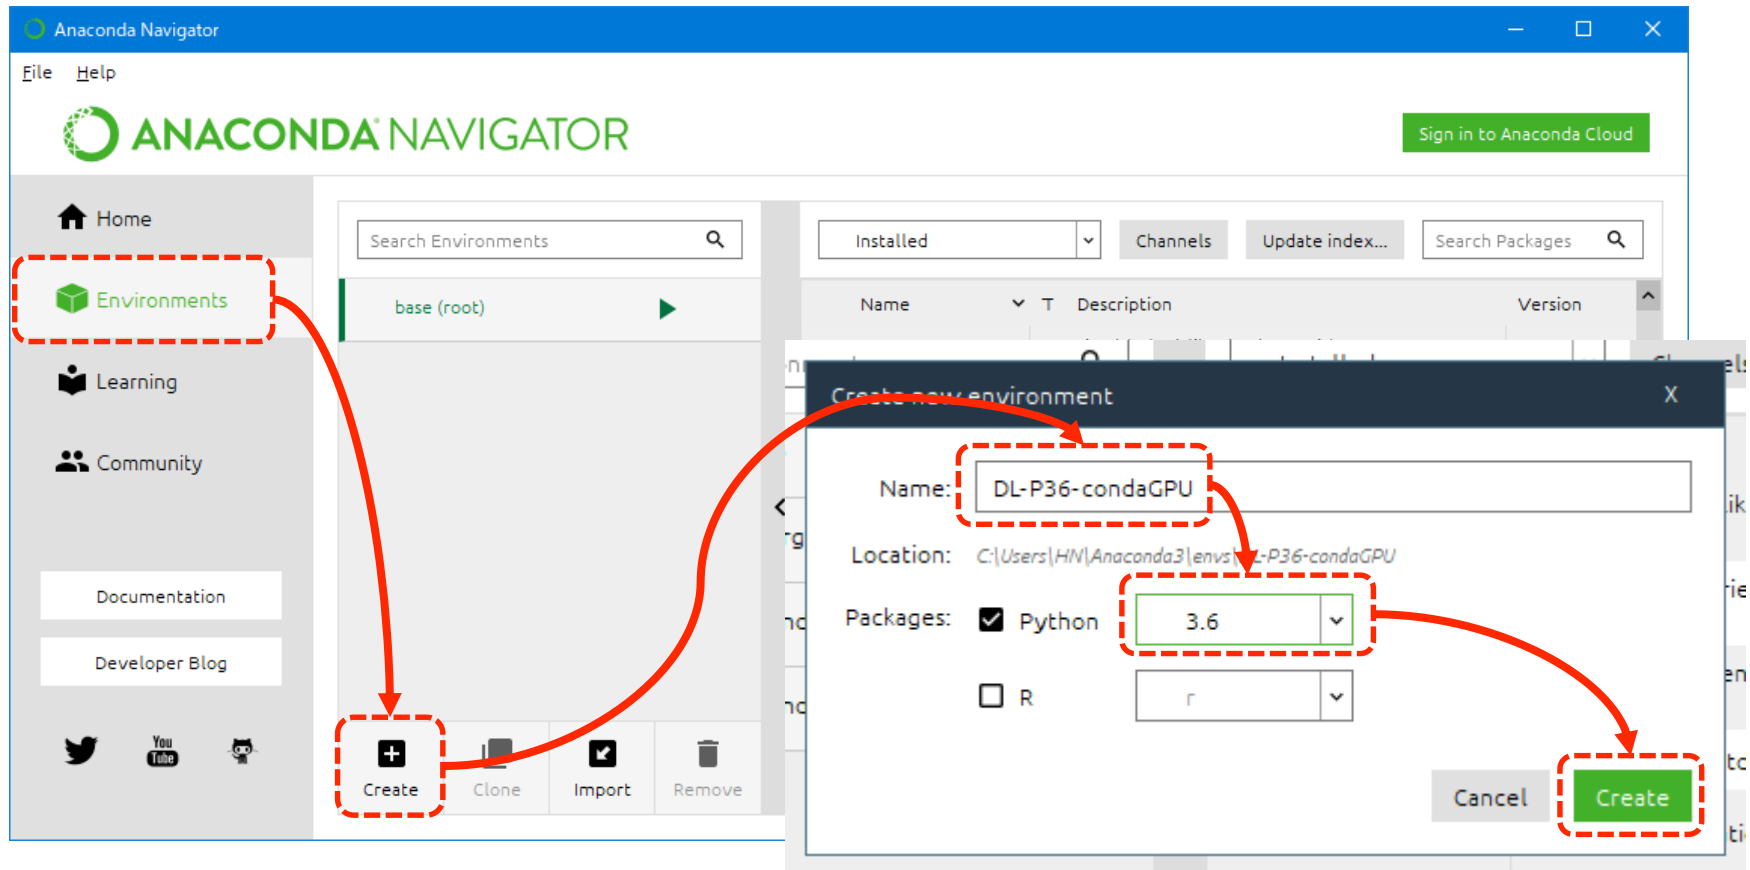 Anaconda Navigator
File Help
ANACONDA NAVIGATOR
Sign in to Anaconda Cloud
Home
Environments
Learning
Community
Documentation
Developer Blog
You
Tube
Search Environments
base (root)
Create
Clone
Import
Remove
Installed
Channels
Update index...
Search Packages
Name
T
Description
Version
Create new environment
X
Name:
DL-P36-condaGPU
Location:
C:\Users\HN\Anaconda3\envs\DL-P36-condaGPU
Packages:
Python
3.6
R
r
Cancel
Create